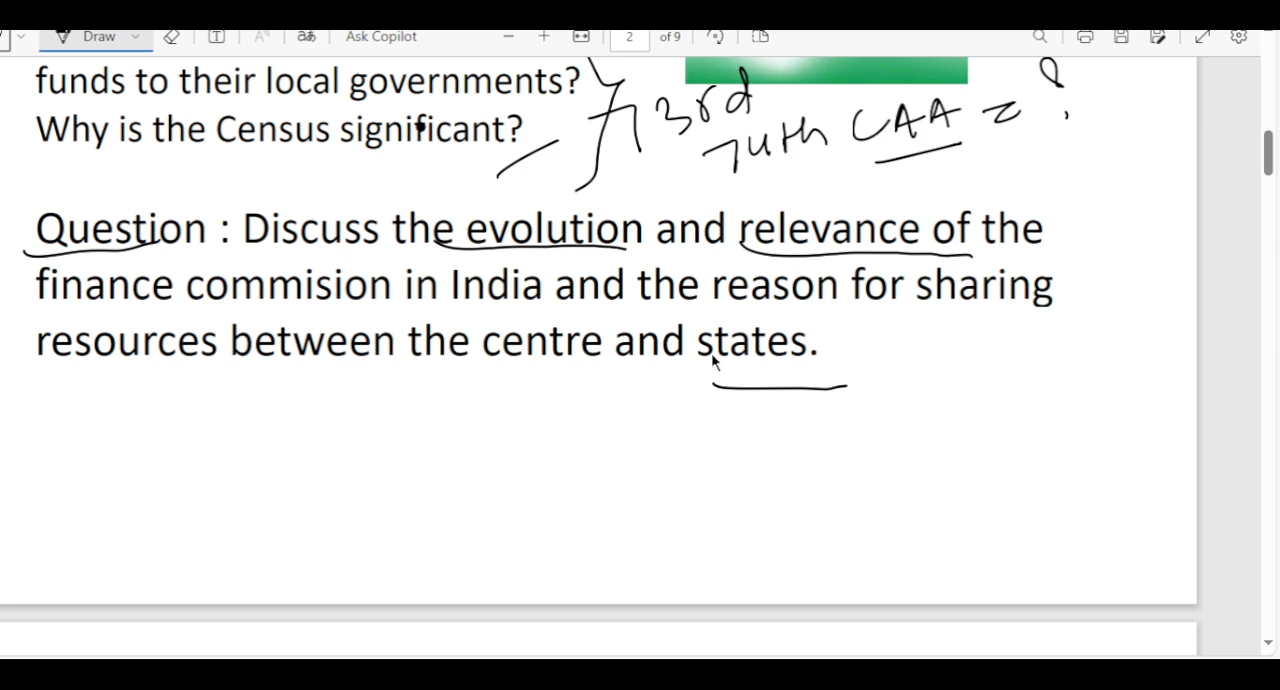 Draw
Ask Copilot
2 of 9
funds to their local governments?
Why is the Census significant?
73rd
74th CAA = ?
Question : Discuss the evolution and relevance of the
finance commision in India and the reason for sharing
resources between the centre and states.